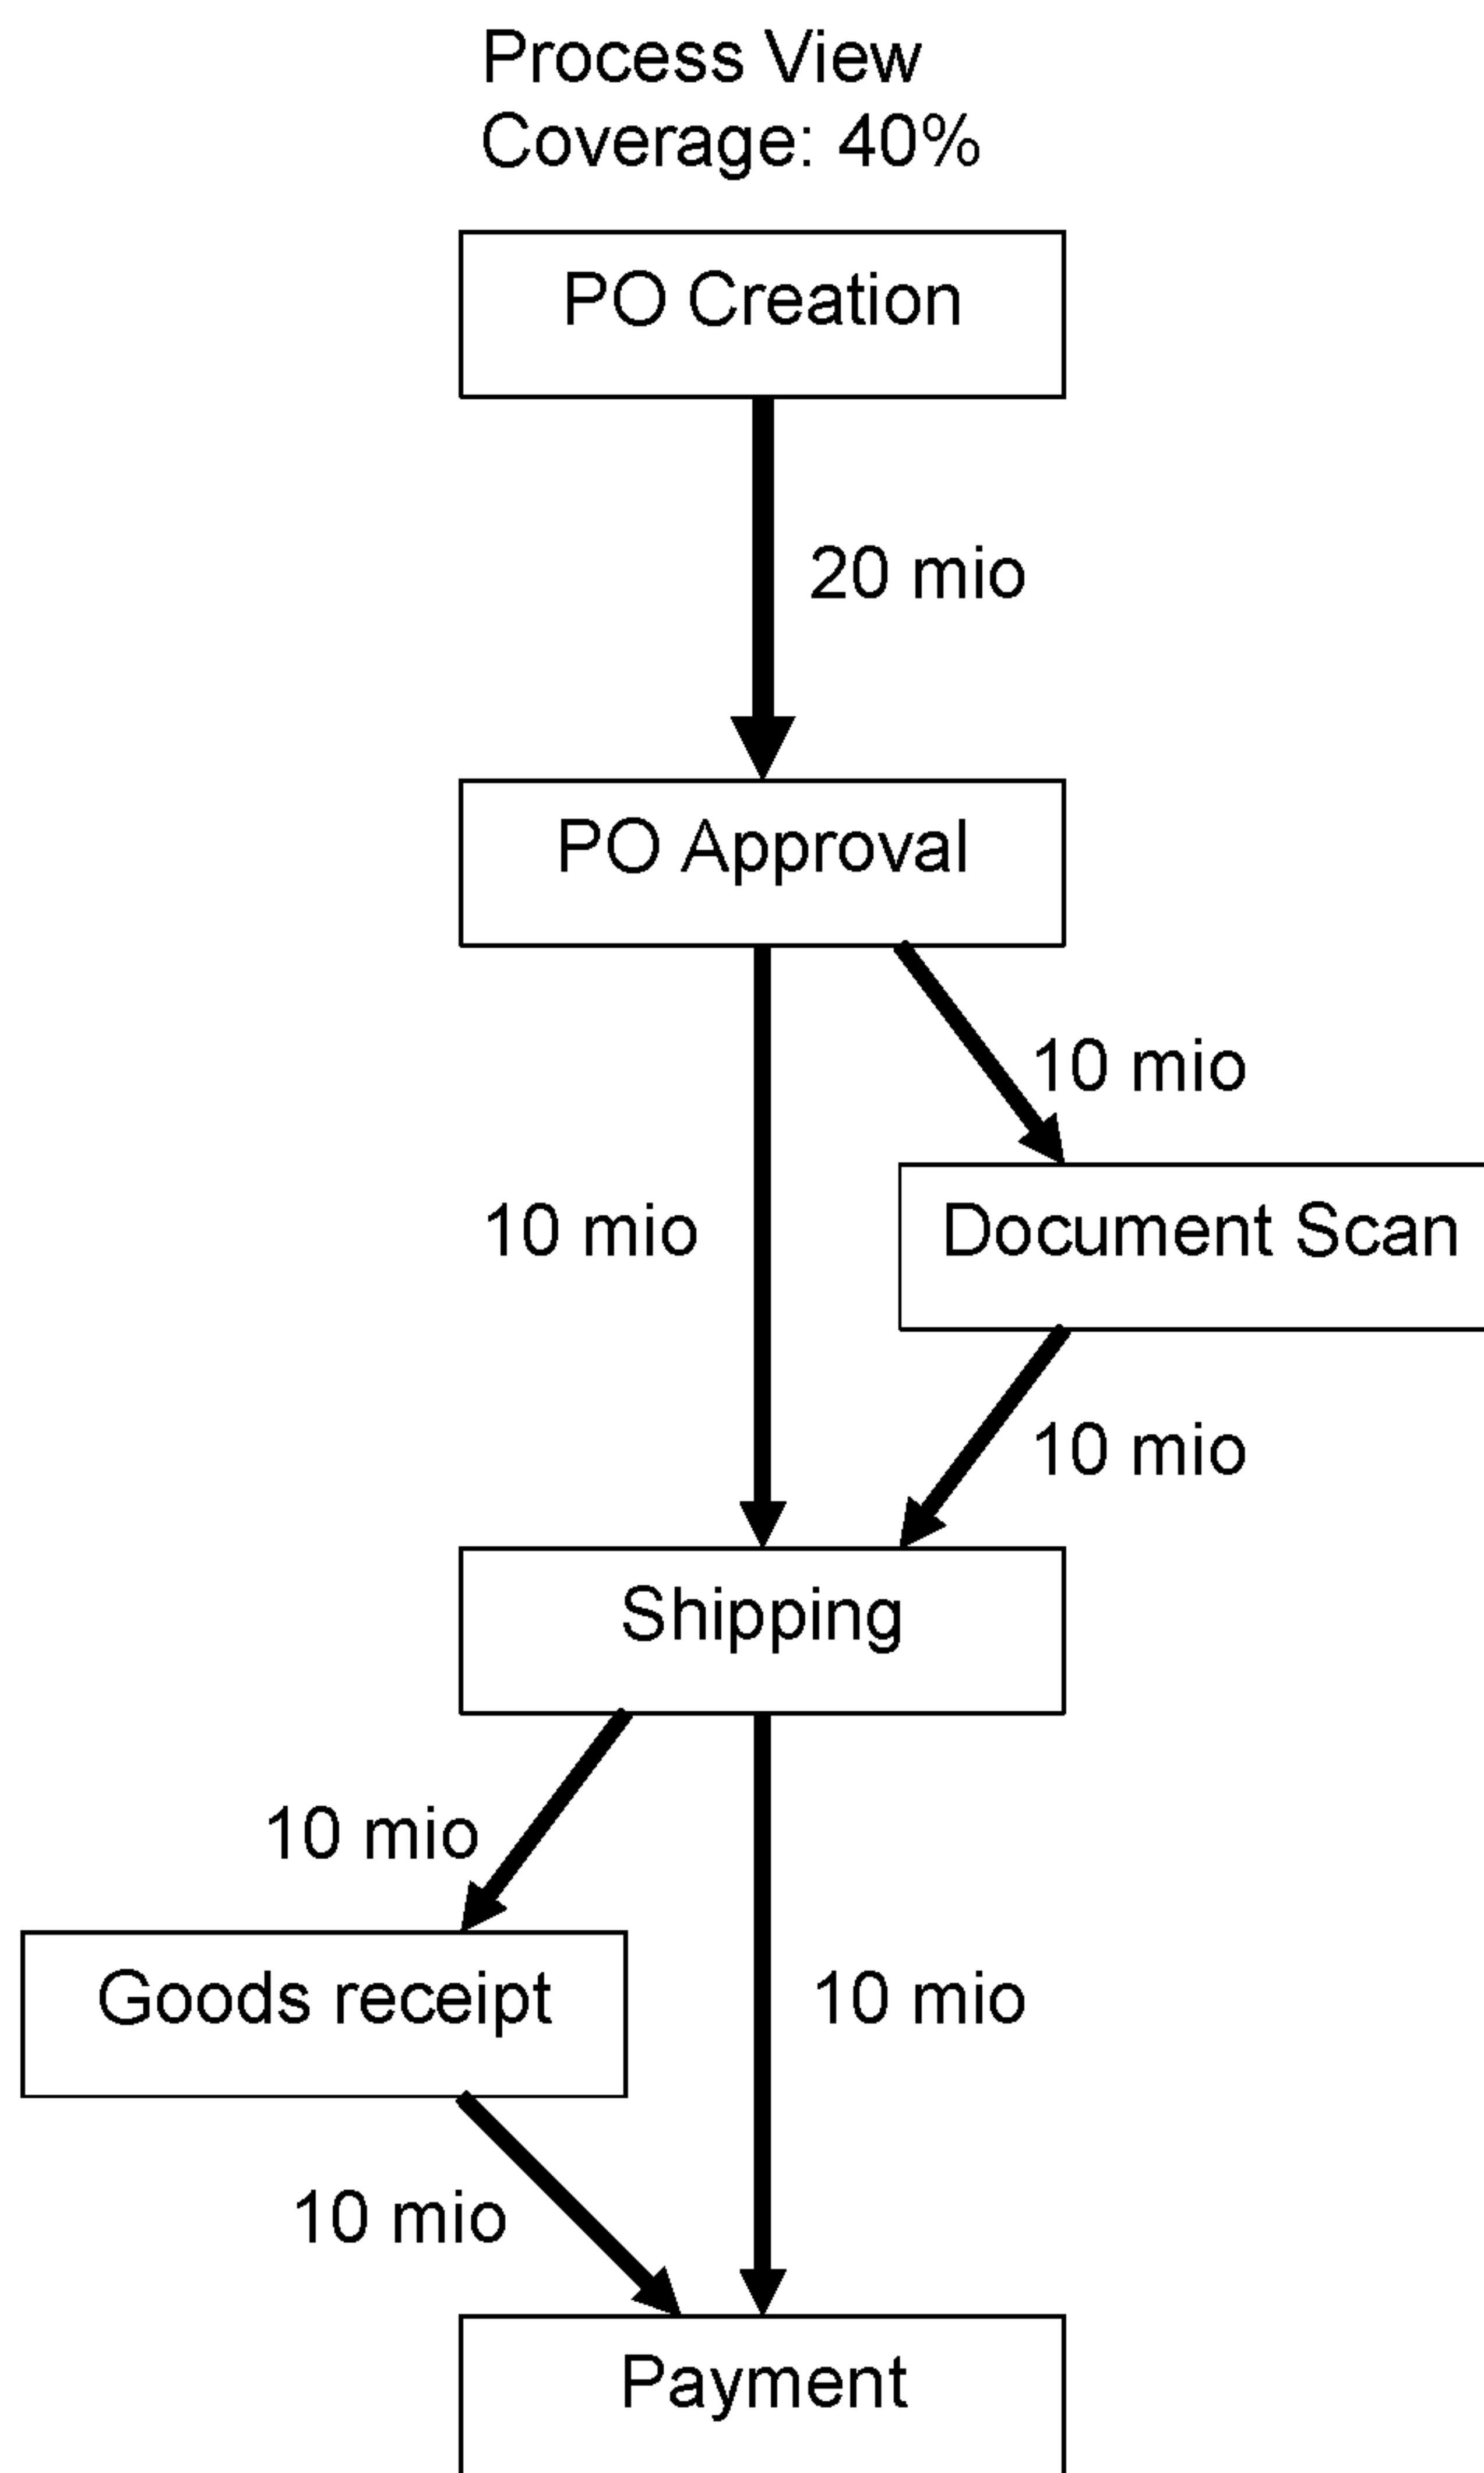 Process View
Coverage: 40%
PO Creation
20 mio
PO Approval
10 mio
10 mio
Document Scan
10 mio
Shipping
10 mio
Goods receipt
10 mio
10 mio
Payment